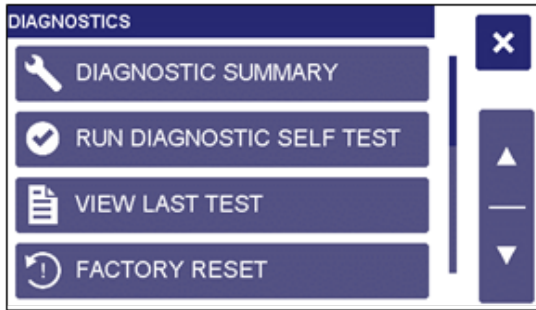 DIAGNOSTICS
DIAGNOSTIC SUMMARY
RUN DIAGNOSTIC SELF TEST
VIEW LAST TEST
FACTORY RESET